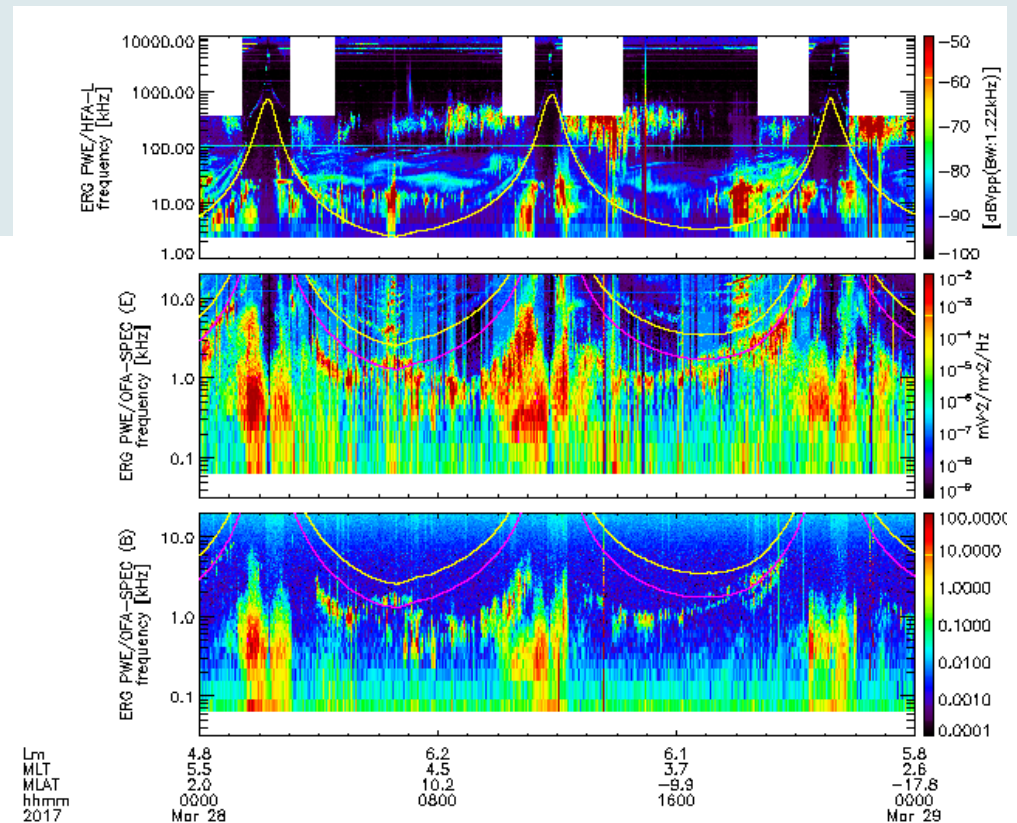 ERG PWE/HFA-L
frequency [kHz]
10000.00
1000.00
100.00
10.00
1.00
-50
-60
-70
-80
-90
-100
[dBVpp(BW:1.22kHz)]
ERG PWE/OFA-SPEC (E)
frequency [kHz]
10.0
1.0
0.1
10-2
10-3
10-4
10-5
10-6
10-7
10-8
10-9
mV^2/m^2/Hz
ERG PWE/OFA-SPEC (B)
frequency [kHz]
10.0
1.0
0.1
100.000
10.0000
1.0000
0.1000
0.0100
0.0010
0.0001
Lm 4.8 6.2 6.1 5.8
MLT 5.5 4.5 3.7 2.6
MLAT 2.0 10.2 -9.9 -17.8
hhmm 0000 0800 1600 0000
2017 Mar 28 Mar 29